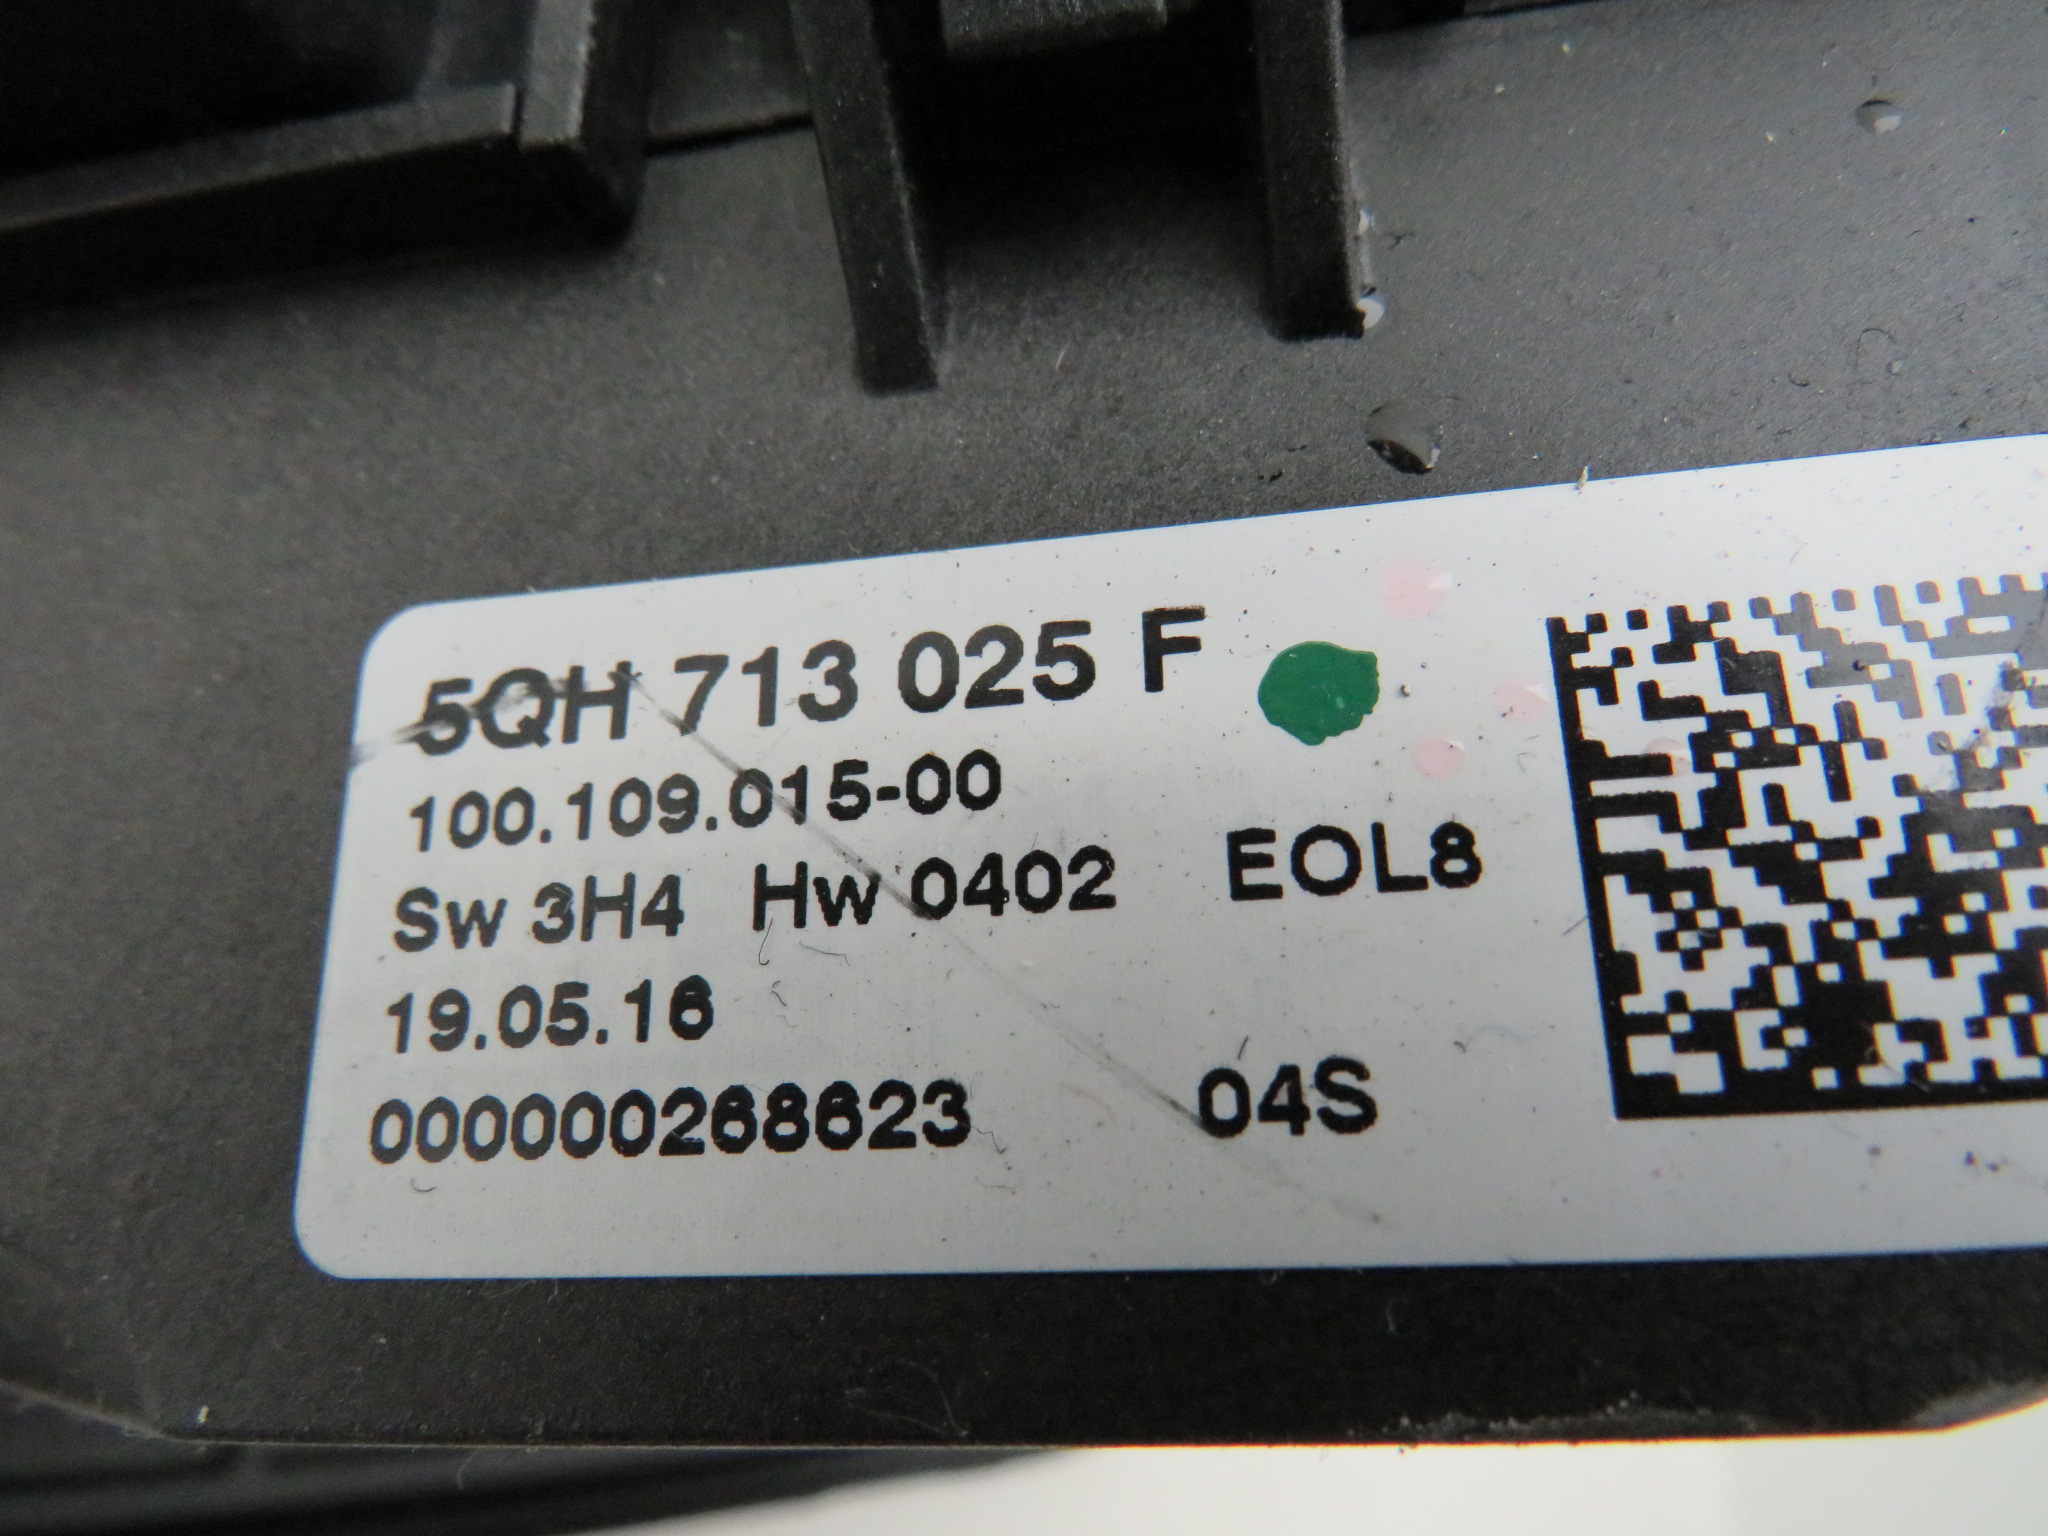 5QH 713 025 F
100.109.015-00
Sw 3H4 Hw 0402 EOL8
19.05.16
000000268623 04S